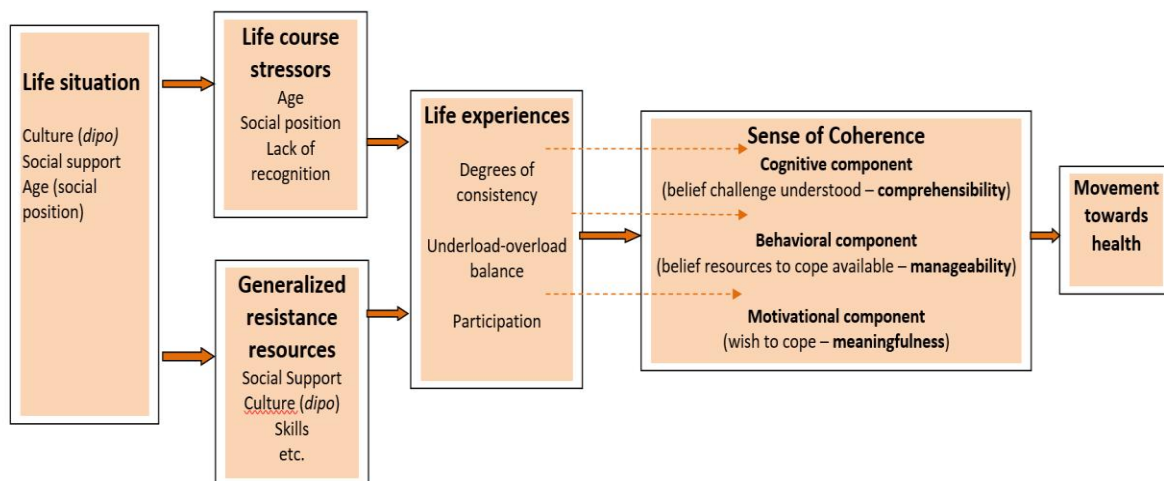 Life situation
Culture (dipo)
Social support
Age (social
position)
Life course
stressors
Age
Social position
Lack of
recognition
Generalized
resistance
resources
Social Support
Culture (dipo)
Skills
etc.
Life experiences
Degrees of
consistency
Underload-overload
balance
Participation
Sense of Coherence
Cognitive component
(belief challenge understood – comprehensibility)
Behavioral component
(belief resources to cope available – manageability)
Motivational component
(wish to cope – meaningfulness)
Movement
towards
health